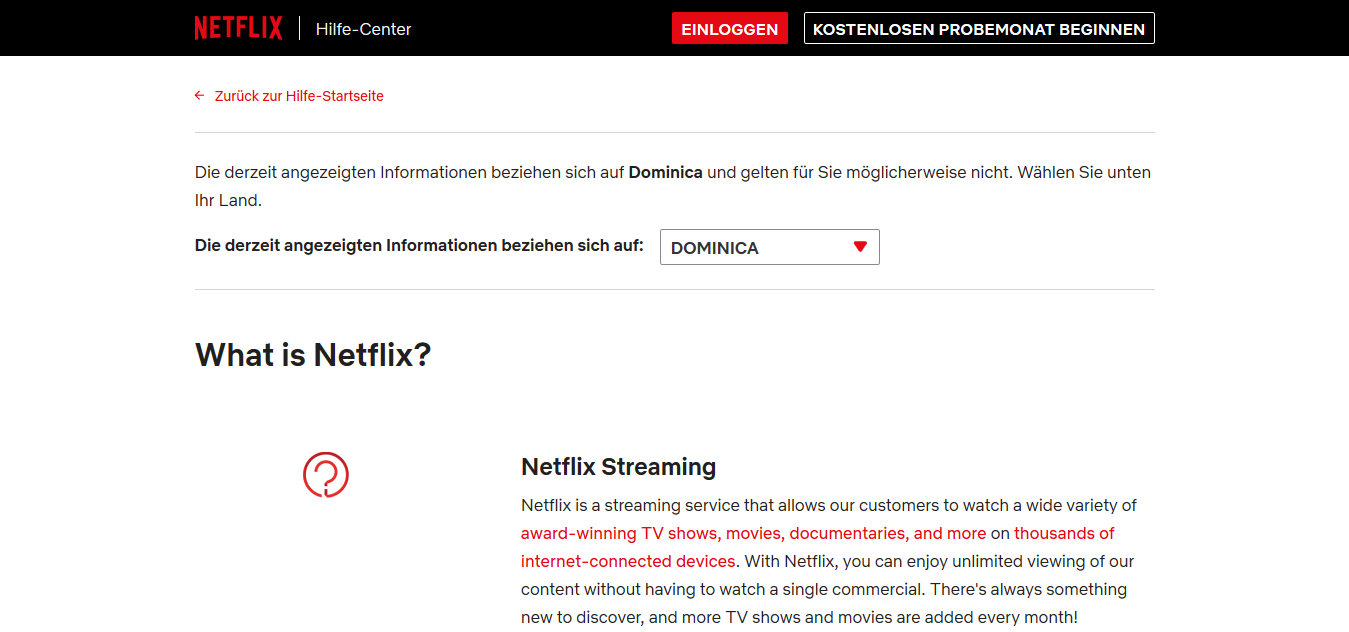 NETFLIX Hilfe-Center EINLOGGEN KOSTENLOSEN PROBEMONAT BEGINNEN
← Zurück zur Hilfe-Startseite
Die derzeit angezeigten Informationen beziehen sich auf Dominica und gelten für Sie möglicherweise nicht. Wählen Sie unten
Ihr Land.
Die derzeit angezeigten Informationen beziehen sich auf: DOMINICA
What is Netflix?
Netflix Streaming
Netflix is a streaming service that allows our customers to watch a wide variety of
award-winning TV shows, movies, documentaries, and more on thousands of
internet-connected devices. With Netflix, you can enjoy unlimited viewing of our
content without having to watch a single commercial. There's always something
new to discover, and more TV shows and movies are added every month!